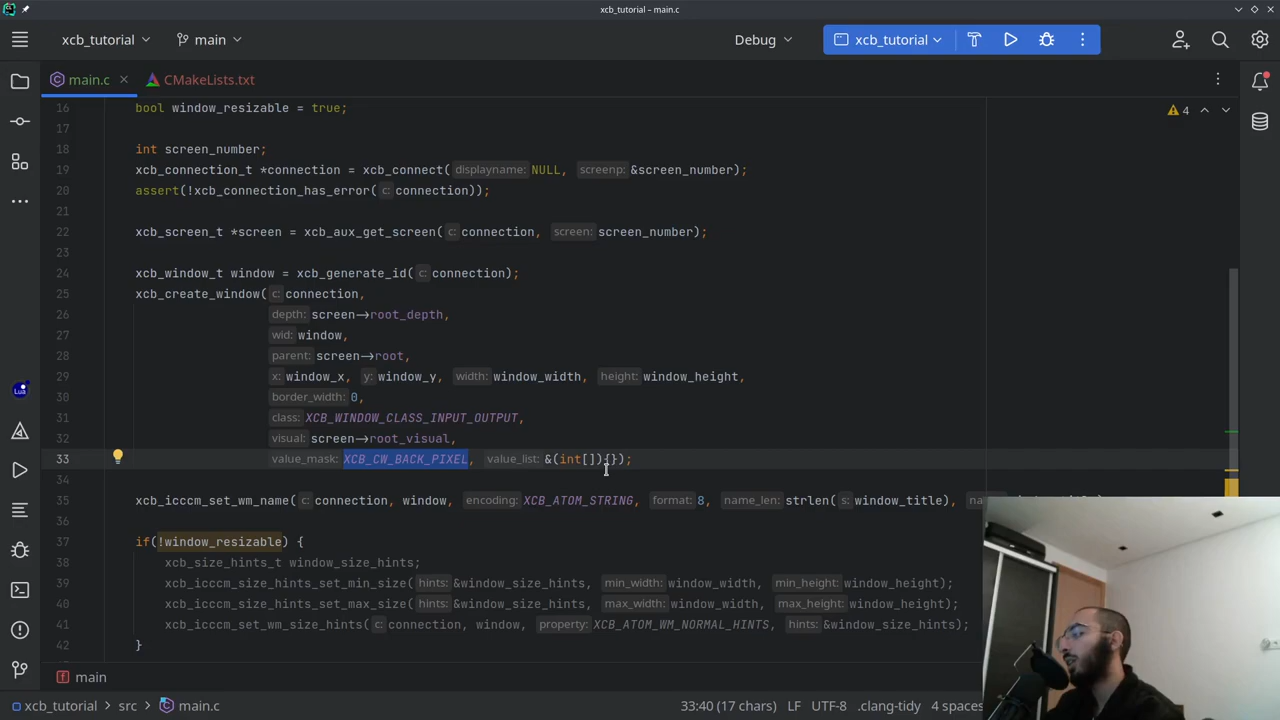 xcb_tutorial – main.c
xcb_tutorial main Debug xcb_tutorial
main.c CMakeLists.txt
16 bool window_resizable = true; 4
17
18 int screen_number;
19 xcb_connection_t *connection = xcb_connect( displayname: NULL, screenp: &screen_number);
20 assert(!xcb_connection_has_error( c: connection));
21
22 xcb_screen_t *screen = xcb_aux_get_screen( c: connection, screen: screen_number);
23
24 xcb_window_t window = xcb_generate_id( c: connection);
25 xcb_create_window( c: connection,
26 depth: screen→root_depth,
27 wid: window,
28 parent: screen→root,
29 x: window_x, y: window_y, width: window_width, height: window_height,
30 border_width: 0,
31 class: XCB_WINDOW_CLASS_INPUT_OUTPUT,
32 visual: screen→root_visual,
33 value_mask: XCB_CW_BACK_PIXEL, value_list: &(int[]){});
34
35 xcb_icccm_set_wm_name( c: connection, window, encoding: XCB_ATOM_STRING, format: 8, name_len: strlen( s: window_title),
36
37 if(!window_resizable) {
38 xcb_size_hints_t window_size_hints;
39 xcb_icccm_size_hints_set_min_size( hints: &window_size_hints, min_width: window_width, min_height: window_height);
40 xcb_icccm_size_hints_set_max_size( hints: &window_size_hints, max_width: window_width, max_height: window_height);
41 xcb_icccm_set_wm_size_hints( c: connection, window, property: XCB_ATOM_WM_NORMAL_HINTS, hints: &window_size_hints);
42 }
Lua
main
xcb_tutorial src main.c 33:40 (17 chars) LF UTF-8 .clang-tidy 4 spaces